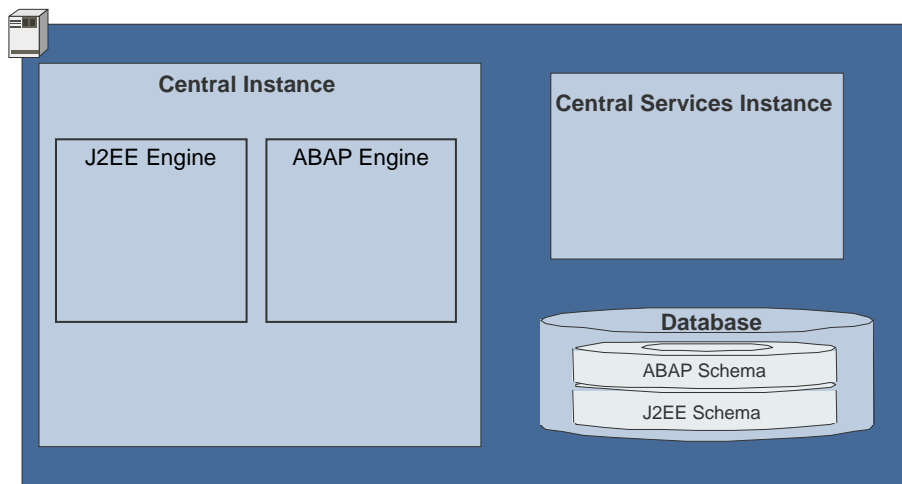 Central Instance
J2EE Engine
ABAP Engine
Central Services Instance
Database
ABAP Schema
J2EE Schema